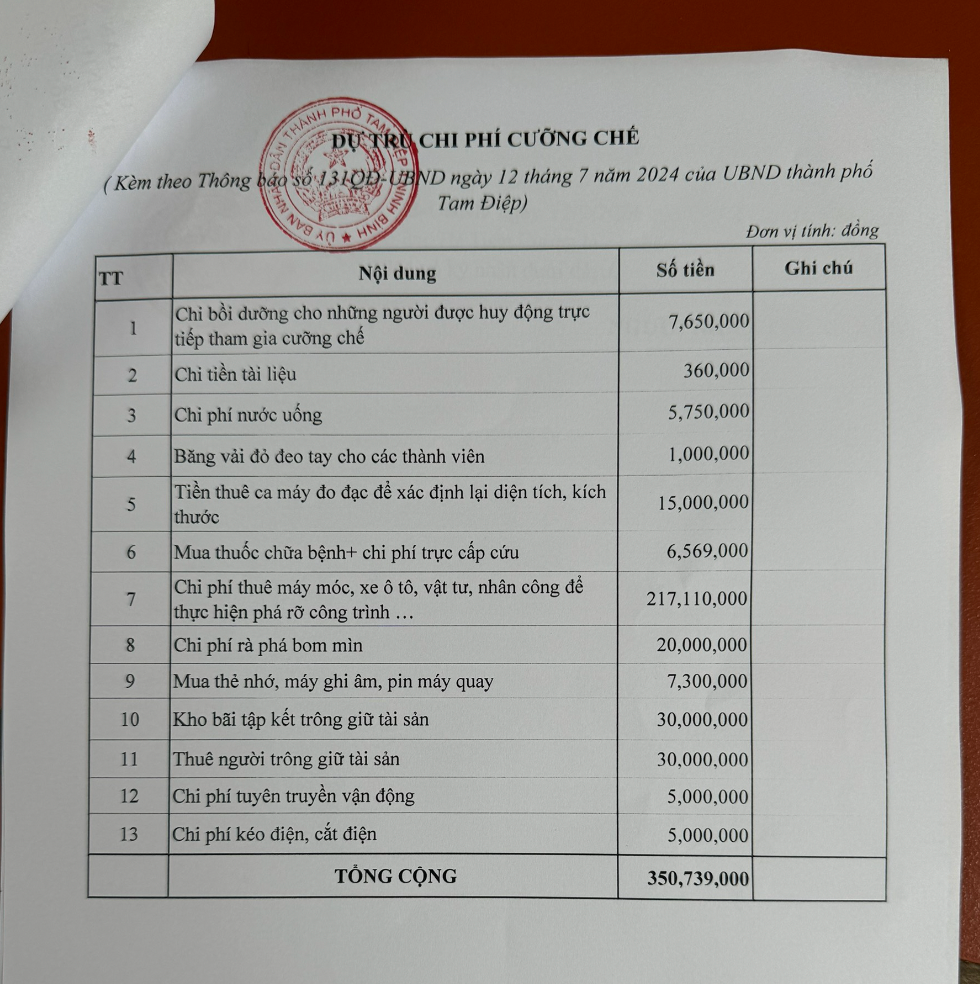 DỰ TRÙ CHI PHÍ CƯỠNG CHẾ
( Kèm theo Thông báo số 131QĐ-UBND ngày 12 tháng 7 năm 2024 của UBND thành phố
Tam Điệp)
ỦY BAN NHÂN DÂN THÀNH PHỐ TAM ĐIỆP
NINH BÌNH
Đơn vị tính: đồng
TT Nội dung Số tiền Ghi chú
1 Chi bồi dưỡng cho những người được huy động trực
tiếp tham gia cưỡng chế 7,650,000
2 Chi tiền tài liệu 360,000
3 Chi phí nước uống 5,750,000
4 Băng vải đỏ đeo tay cho các thành viên 1,000,000
5 Tiền thuê ca máy đo đạc để xác định lại diện tích, kích
thước 15,000,000
6 Mua thuốc chữa bệnh+ chi phí trực cấp cứu 6,569,000
7 Chi phí thuê máy móc, xe ô tô, vật tư, nhân công để
thực hiện phá rỡ công trình … 217,110,000
8 Chi phí rà phá bom mìn 20,000,000
9 Mua thẻ nhớ, máy ghi âm, pin máy quay 7,300,000
10 Kho bãi tập kết trông giữ tài sản 30,000,000
11 Thuê người trông giữ tài sản 30,000,000
12 Chi phí tuyên truyền vận động 5,000,000
13 Chi phí kéo điện, cắt điện 5,000,000
TỔNG CỘNG 350,739,000